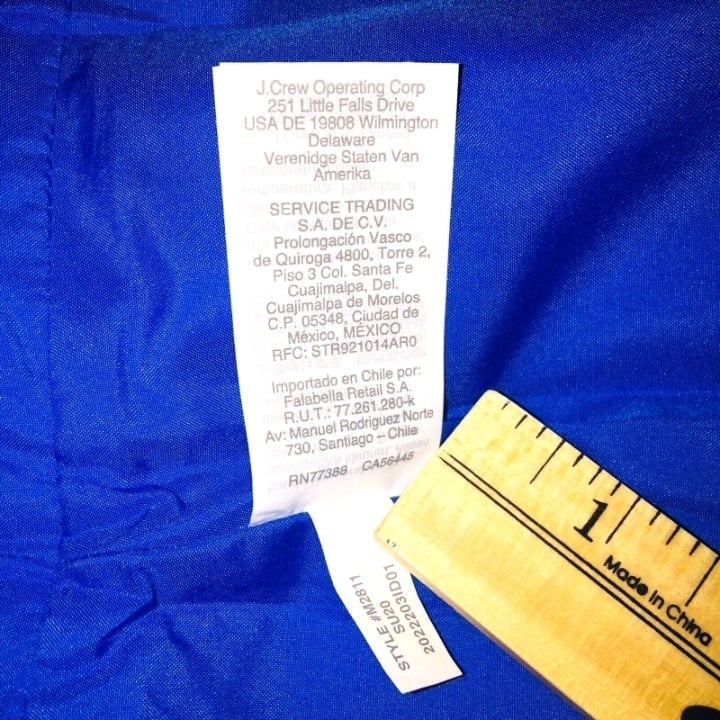 J.Crew Operating Corp
251 Little Falls Drive
USA DE 19808 Wilmington
Delaware
Verenidge Staten Van
Amerika
SERVICE TRADING
S.A. DE C.V.
Prolongación Vasco
de Quiroga 4800, Torre 2,
Piso 3 Col. Santa Fe
Cuajimalpa, Del.
Cuajimalpa de Morelos
C.P. 05348, Ciudad de
México, MÉXICO
RFC: STR921014AR0
Importado en Chile por:
Falabella Retail S.A.
R.U.T.: 77.261.280-k
Av: Manuel Rodriguez Norte
730, Santiago – Chile
RN77388 CA56445
STYLE #M2811
SU20
2022203ID01
1
Made in China